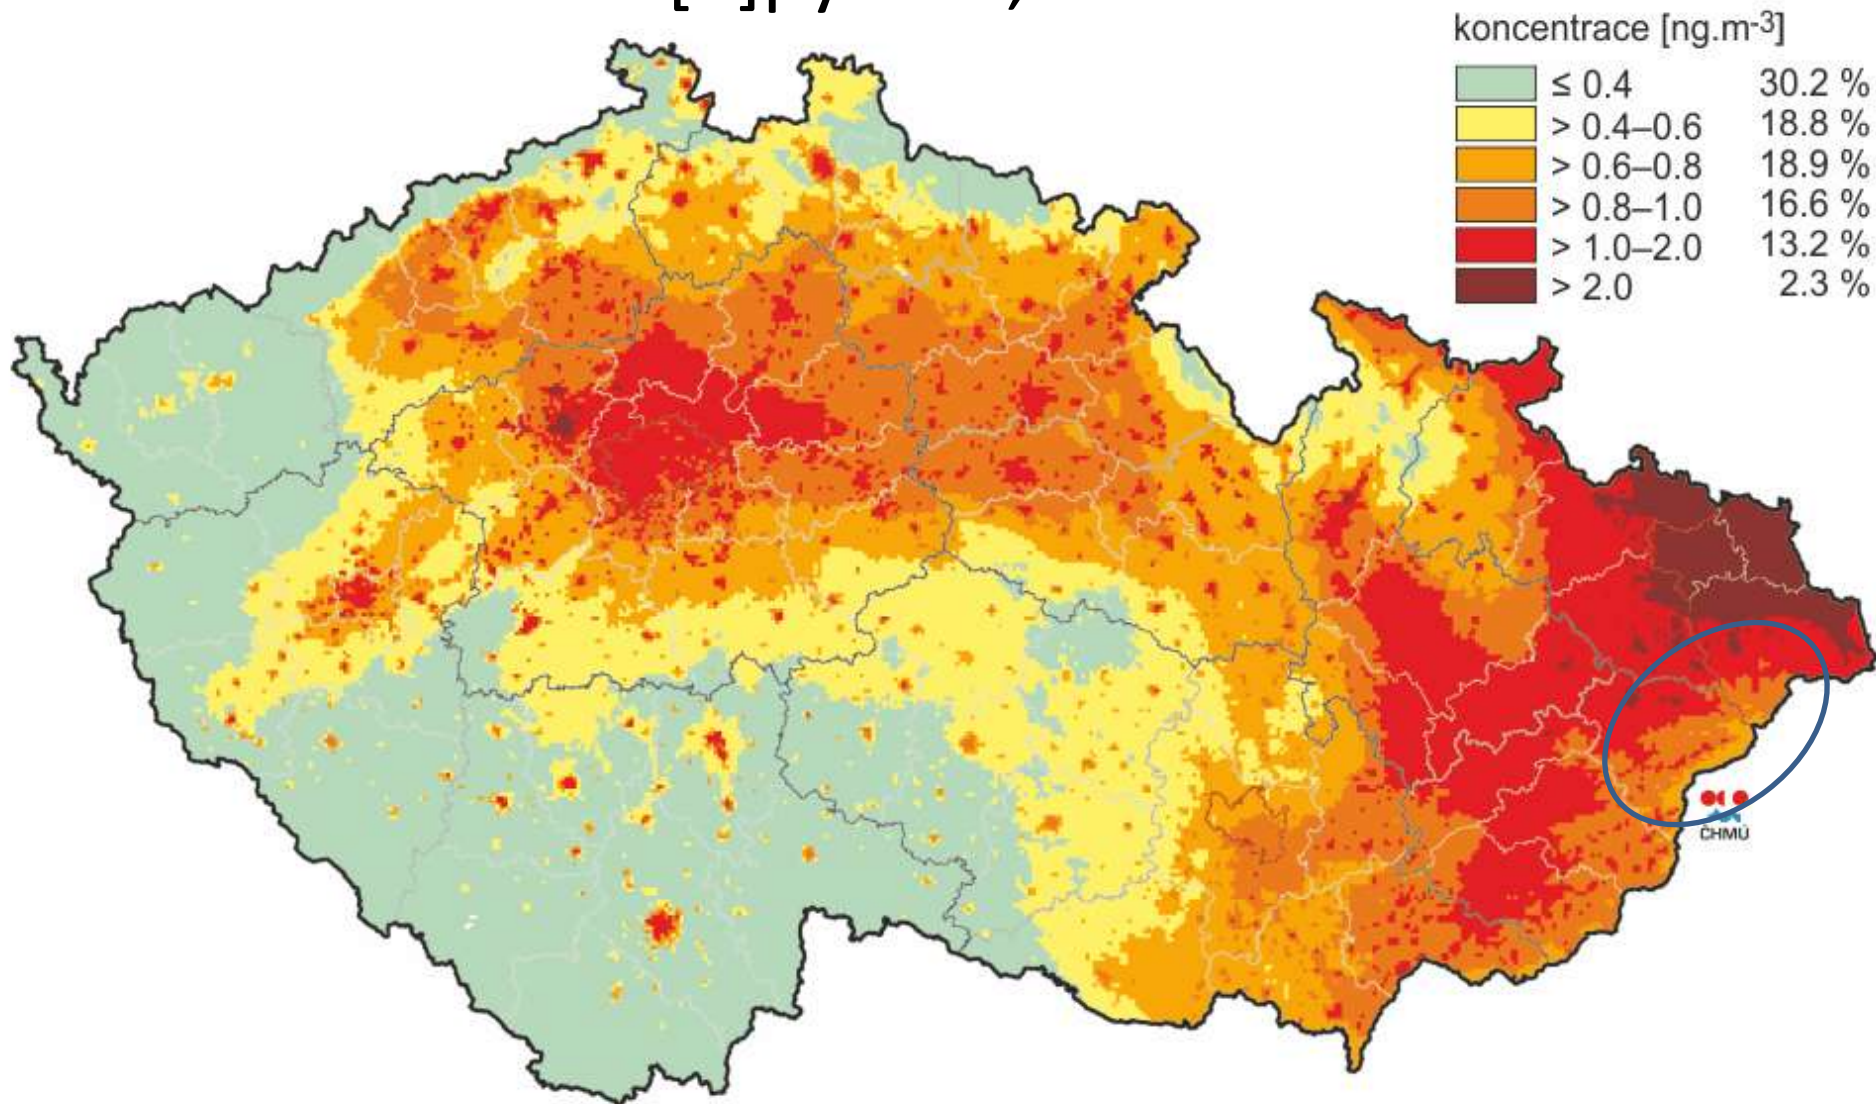 koncentrace [ng.m-3]
≤ 0.4 30.2 %
> 0.4–0.6 18.8 %
> 0.6–0.8 18.9 %
> 0.8–1.0 16.6 %
> 1.0–2.0 13.2 %
> 2.0 2.3 %
ČHMÚ